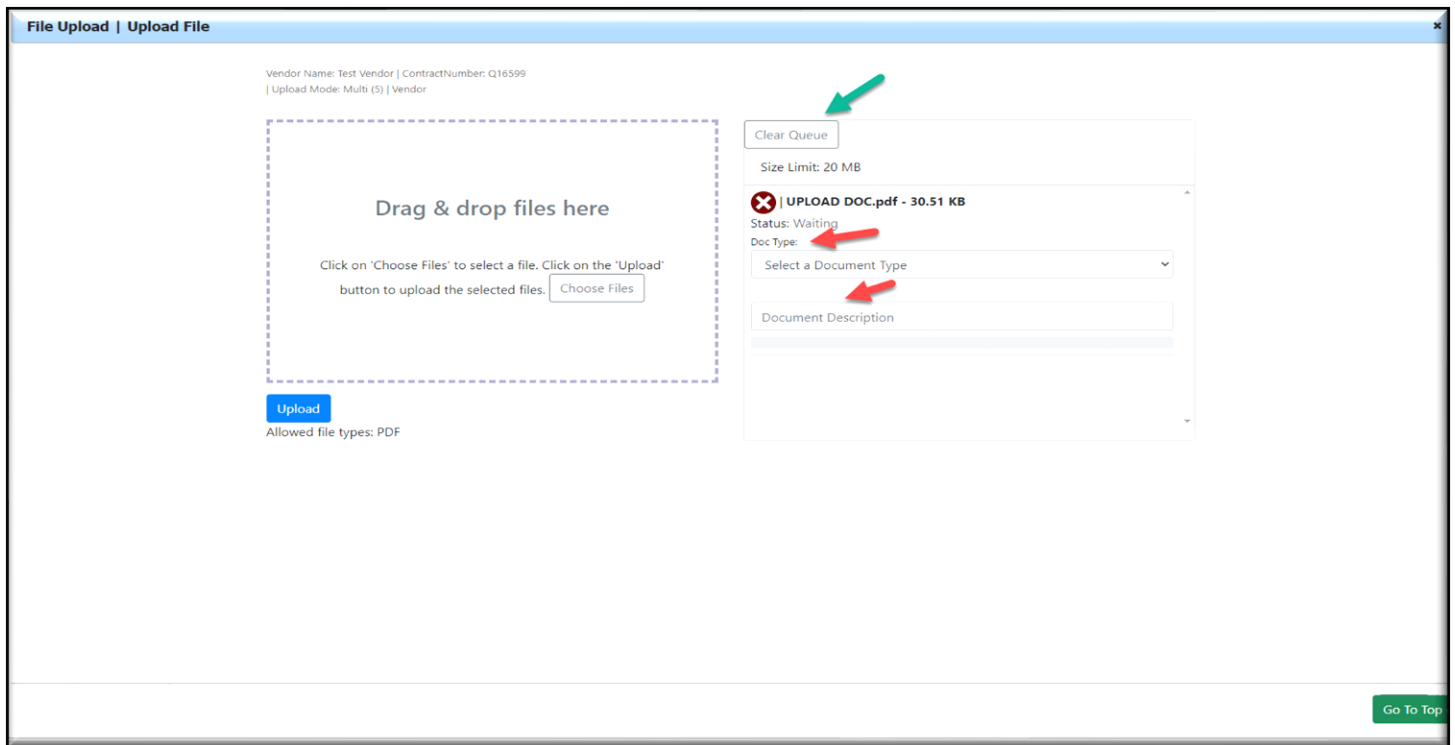 File Upload | Upload File
×
Vendor Name: Test Vendor | ContractNumber: Q16599
| Upload Mode: Multi (5) | Vendor
Drag & drop files here
Click on 'Choose Files' to select a file. Click on the 'Upload'
button to upload the selected files. Choose Files
Upload
Allowed file types: PDF
Clear Queue
Size Limit: 20 MB
| UPLOAD DOC.pdf - 30.51 KB
Status: Waiting
Doc Type:
Select a Document Type
Document Description
Go To Top